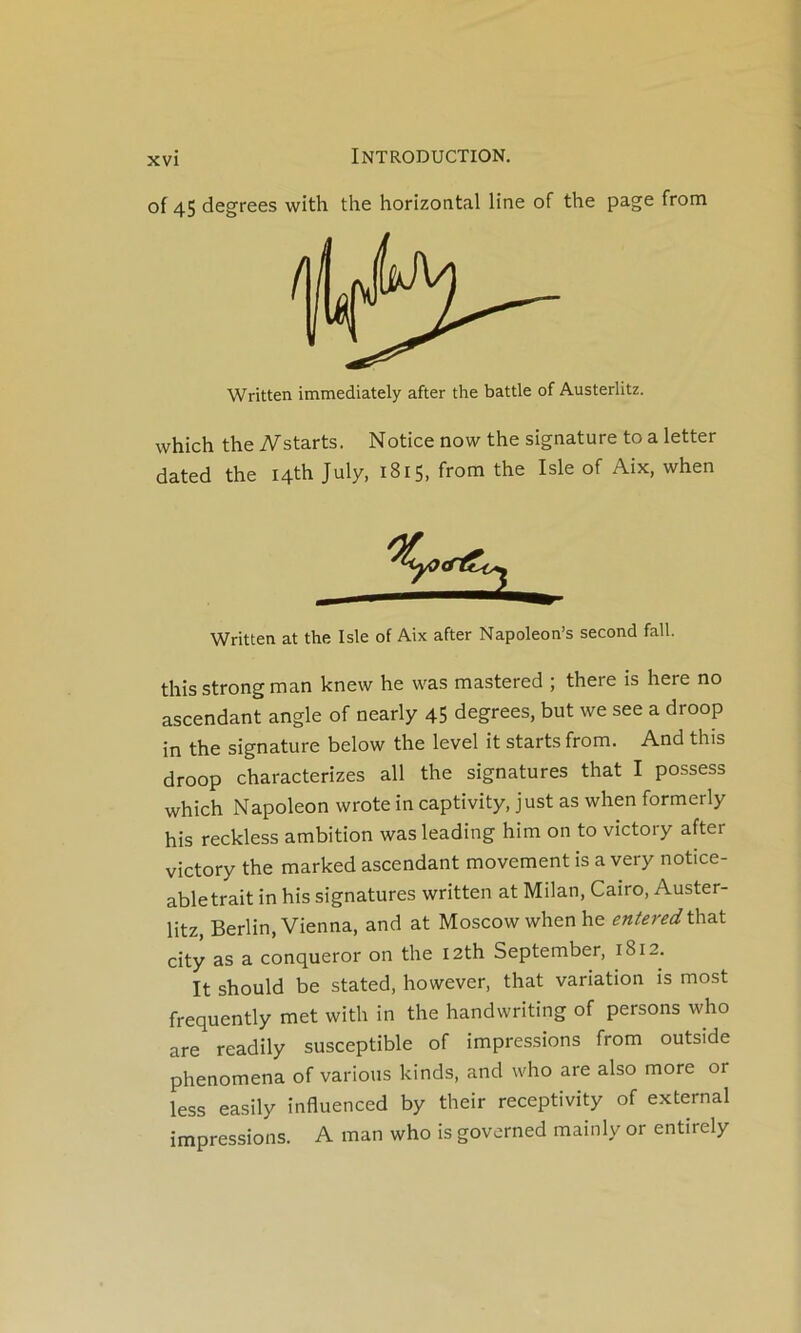 xvi
INTRODUCTION.
of 45 degrees with the horizontal line of the page from
Written immediately after the battle of Austerlitz.
which the N starts. Notice now the signature to a letter
dated the 14th July, 1815, from the Isle of Aix, when
Written at the Isle of Aix after Napoleon's second fall.
this strong man knew he was mastered ; there is here no
ascendant angle of nearly 45 degrees, but we see a droop
in the signature below the level it starts from. And this
droop characterizes all the signatures that I possess
which Napoleon wrote in captivity, just as when formerly
his reckless ambition was leading him on to victory after
victory the marked ascendant movement is a very notice-
able trait in his signatures written at Milan, Cairo, Auster-
litz, Berlin, Vienna, and at Moscow when he entered that
city as a conqueror on the 12th September, 1812.
It should be stated, however, that variation is most
frequently met with in the handwriting of persons who
are readily susceptible of impressions from outside
phenomena of various kinds, and who are also more or
less easily influenced by their receptivity of external
impressions. A man who is governed mainly or entirely